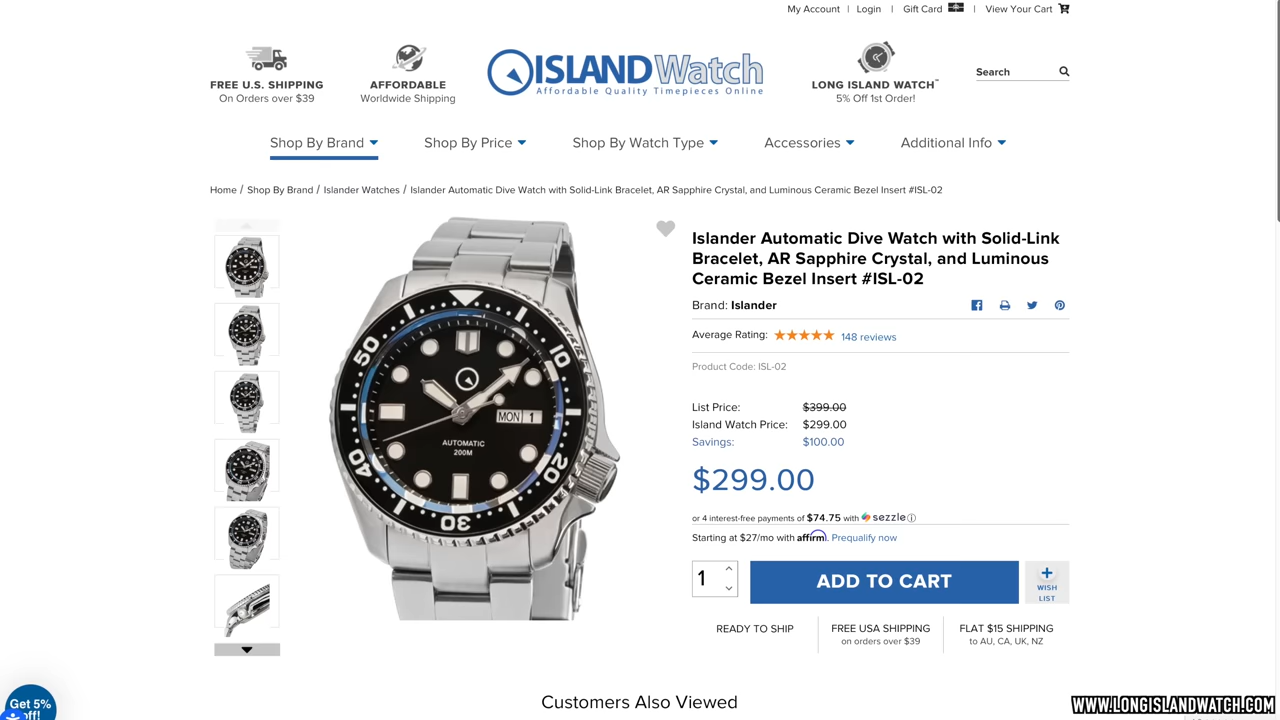 My Account | Login | Gift Card | View Your Cart
FREE U.S. SHIPPING
On Orders over $39
AFFORDABLE
Worldwide Shipping
ISLAND Watch
Affordable Quality Timepieces Online
LONG ISLAND WATCH™
5% Off 1st Order!
Search
Shop By Brand
Shop By Price
Shop By Watch Type
Accessories
Additional Info
Home / Shop By Brand / Islander Watches / Islander Automatic Dive Watch with Solid-Link Bracelet, AR Sapphire Crystal, and Luminous Ceramic Bezel Insert #ISL-02
50
10
MON 1
AUTOMATIC
200M
40
20
30
Islander Automatic Dive Watch with Solid-Link
Bracelet, AR Sapphire Crystal, and Luminous
Ceramic Bezel Insert #ISL-02
Brand: Islander
Average Rating: 148 reviews
Product Code: ISL-02
List Price: $399.00
Island Watch Price: $299.00
Savings: $100.00
$299.00
or 4 interest-free payments of $74.75 with sezzle
Starting at $27/mo with affirm. Prequalify now
1
ADD TO CART
+
WISH
LIST
READY TO SHIP
FREE USA SHIPPING
on orders over $39
FLAT $15 SHIPPING
to AU, CA, UK, NZ
Get 5%
off!
Customers Also Viewed
WWW.LONGISLANDWATCH.COM